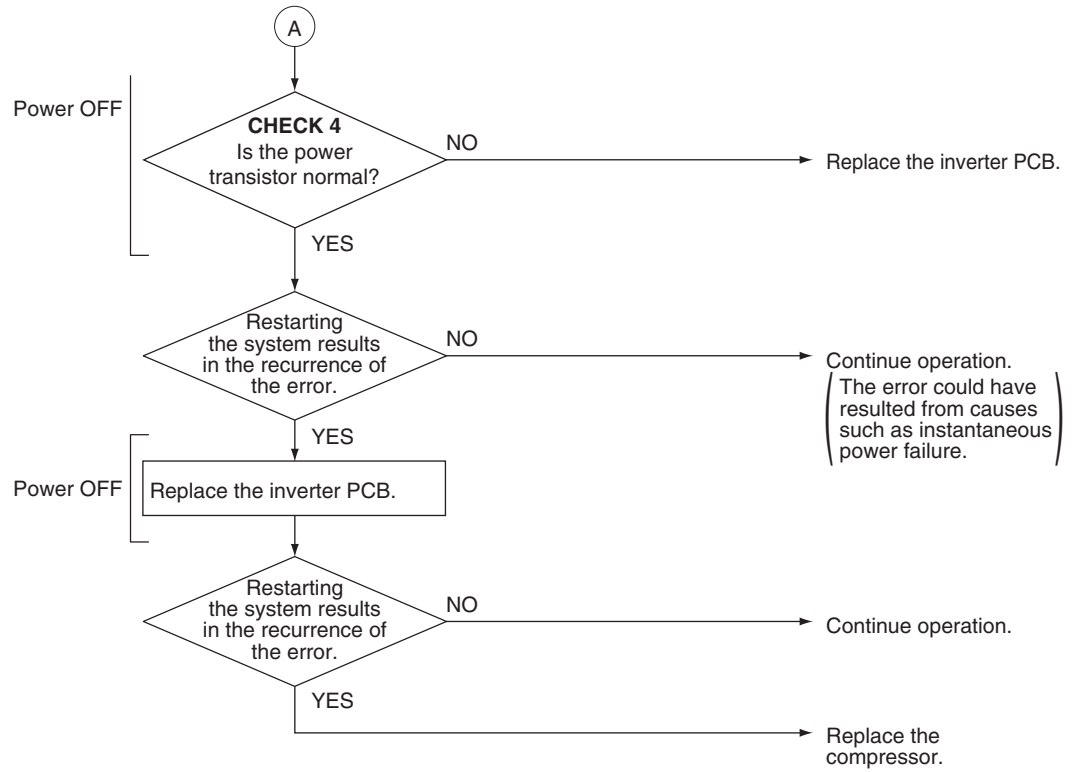 A
Power OFF
CHECK 4
Is the power
transistor normal?
NO
Replace the inverter PCB.
YES
Restarting
the system results
in the recurrence of
the error.
NO
Continue operation.
The error could have
resulted from causes
such as instantaneous
power failure.
YES
Power OFF
Replace the inverter PCB.
Restarting
the system results
in the recurrence of
the error.
NO
Continue operation.
YES
Replace the
compressor.